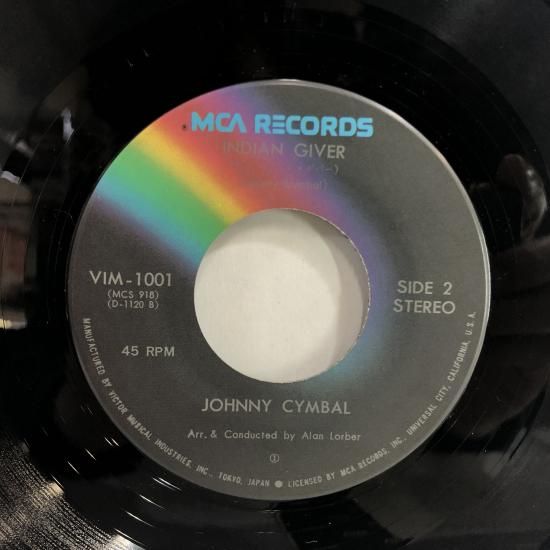 MCA RECORDS
INDIAN GIVER
VIM-1001
(MCS 918)
(D-1120 B)
SIDE 2
STEREO
45 RPM
JOHNNY CYMBAL
Arr. & Conducted by Alan Lorber
MANUFACTURED BY VICTOR MUSICAL INDUSTRIES, INC., TOKYO, JAPAN ● LICENSED BY MCA RECORDS, INC., UNIVERSAL CITY, CALIFORNIA, U.S.A.